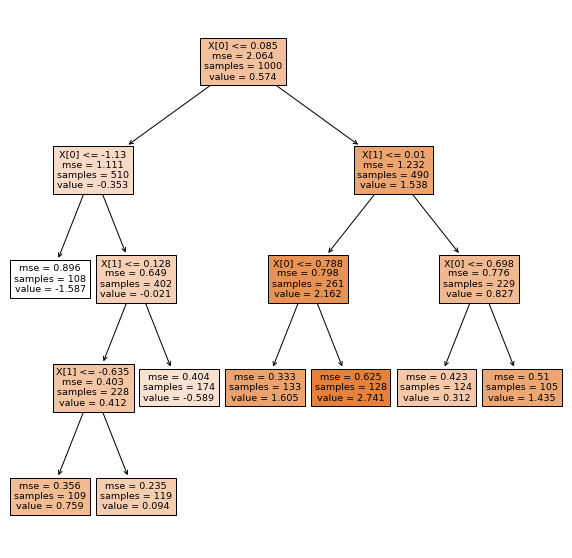 X[0] <= 0.085
mse = 2.064
samples = 1000
value = 0.574
X[0] <= -1.13
mse = 1.111
samples = 510
value = -0.353
X[1] <= 0.01
mse = 1.232
samples = 490
value = 1.538
mse = 0.896
samples = 108
value = -1.587
X[1] <= 0.128
mse = 0.649
samples = 402
value = -0.021
X[0] <= 0.788
mse = 0.798
samples = 261
value = 2.162
X[0] <= 0.698
mse = 0.776
samples = 229
value = 0.827
X[1] <= -0.635
mse = 0.403
samples = 228
value = 0.412
mse = 0.404
samples = 174
value = -0.589
mse = 0.333
samples = 133
value = 1.605
mse = 0.625
samples = 128
value = 2.741
mse = 0.423
samples = 124
value = 0.312
mse = 0.51
samples = 105
value = 1.435
mse = 0.356
samples = 109
value = 0.759
mse = 0.235
samples = 119
value = 0.094